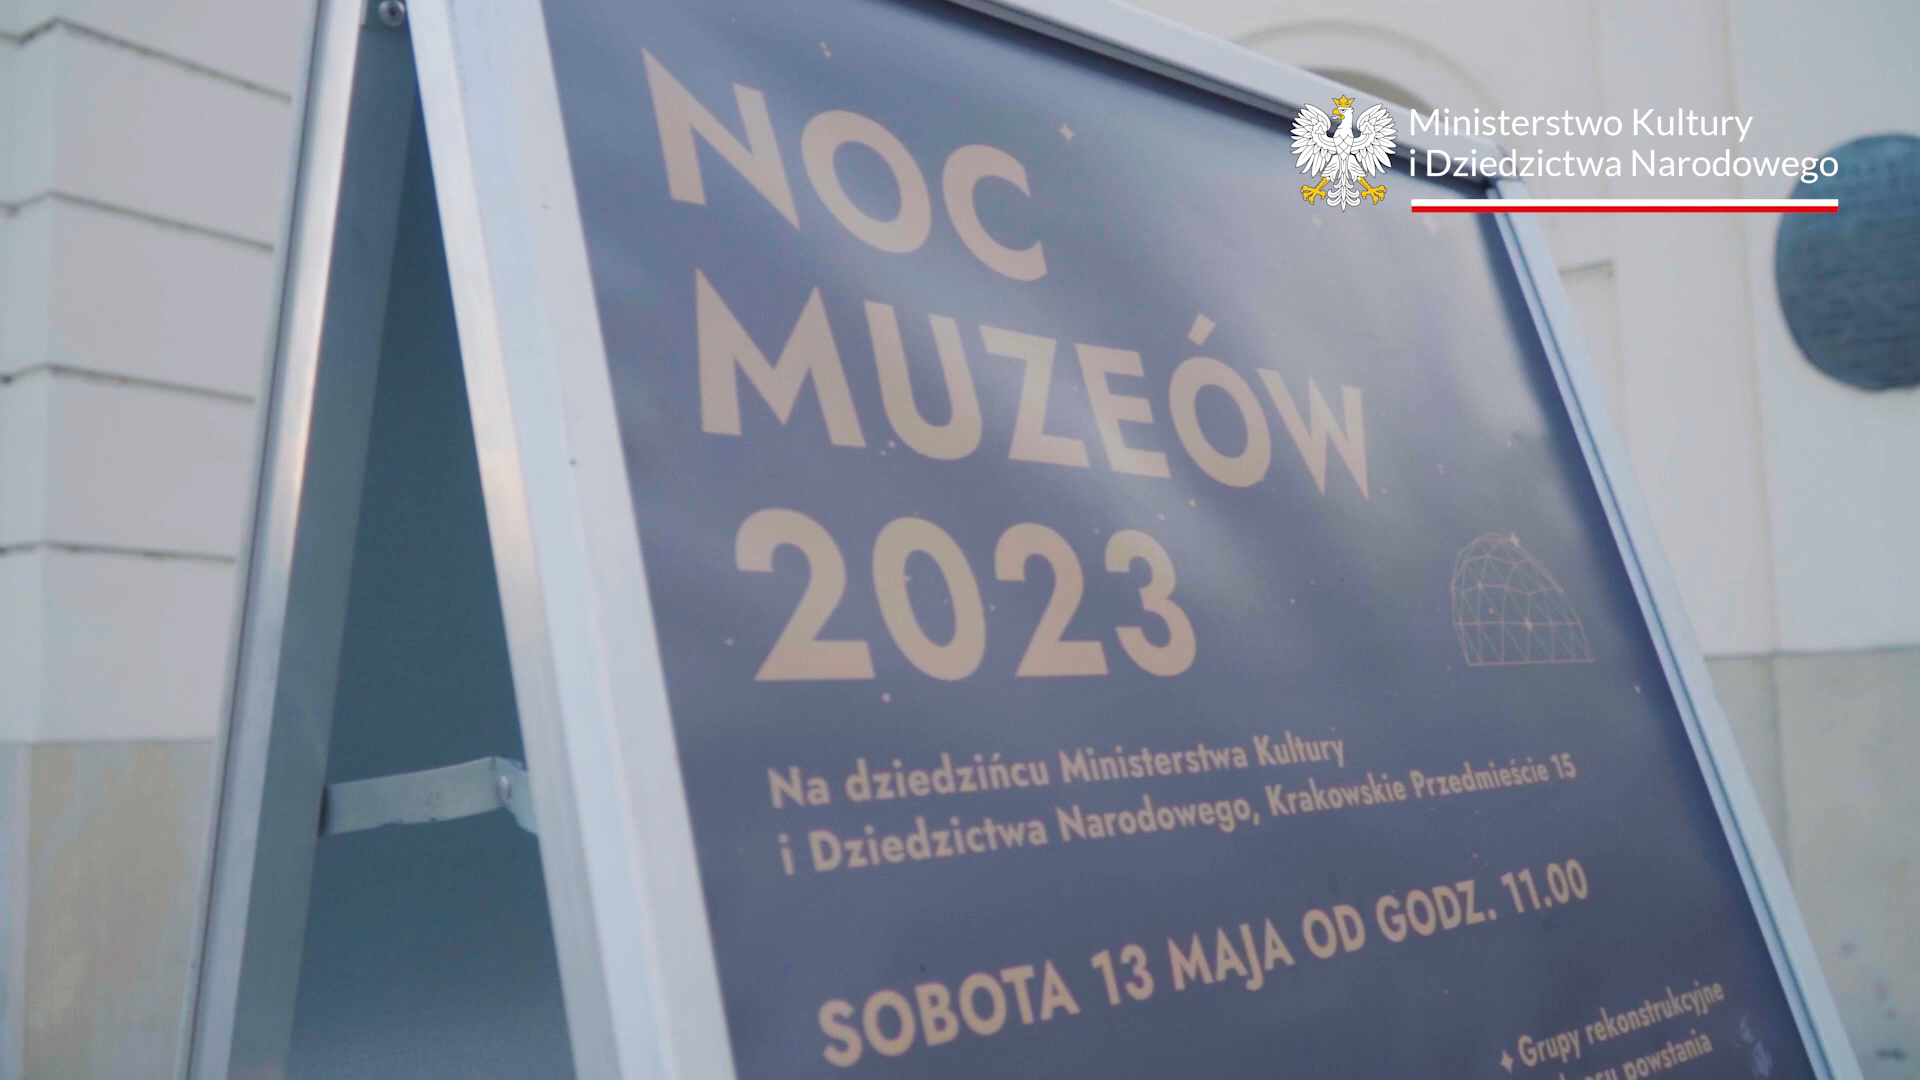 Ministerstwo Kultury
i Dziedzictwa Narodowego
NOC
MUZEÓW
2023
Na dziedzińcu Ministerstwa Kultury
i Dziedzictwa Narodowego, Krakowskie Przedmieście 15
SOBOTA 13 MAJA OD GODZ. 11.00
Grupy rekonstrukcyjne
powstania